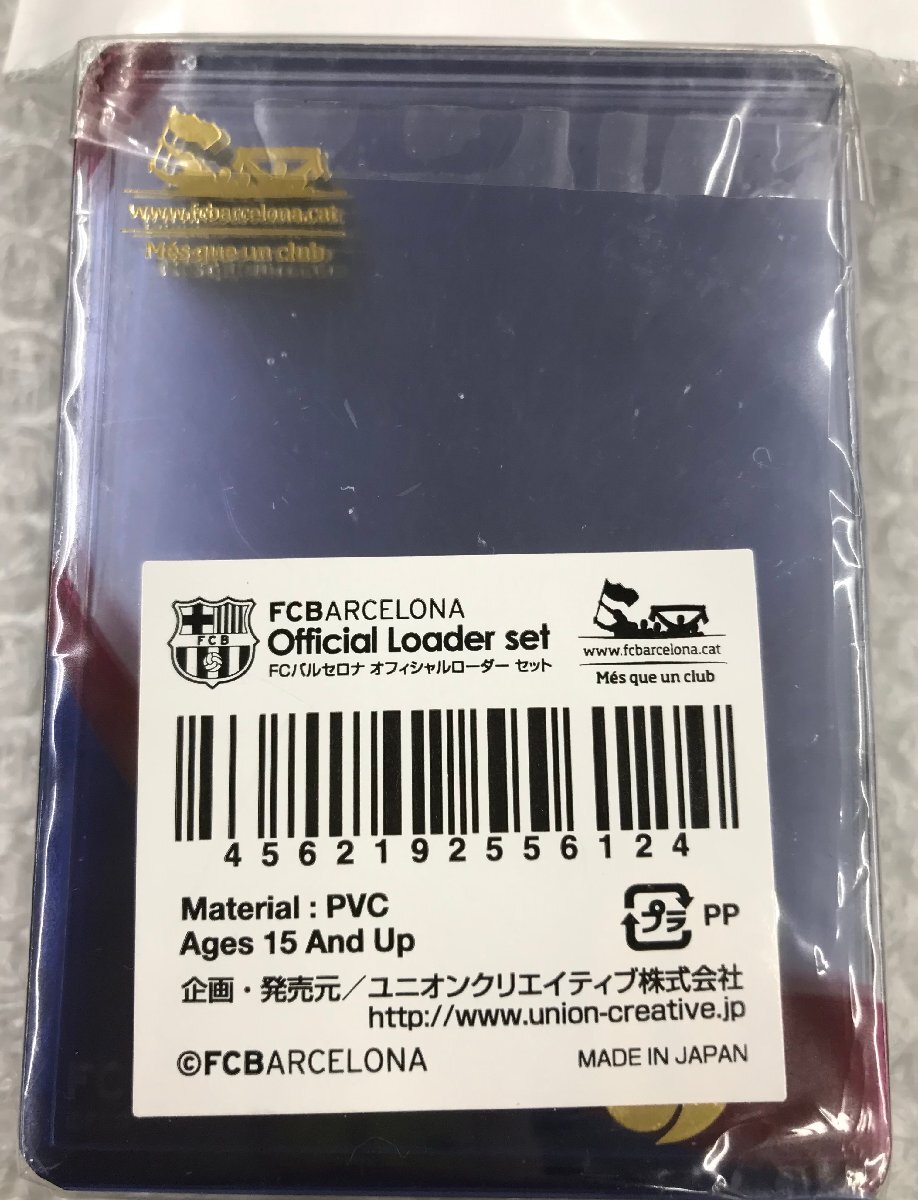 www.fcbarcelona.cat
Més que un club
FCB
FCBARCELONA
Official Loader set
FCバルセロナ オフィシャルローダー セット
www.fcbarcelona.cat
Més que un club
4562192556124
Material : PVC
Ages 15 And Up
プラ PP
企画・発売元／ユニオンクリエイティブ株式会社
http://www.union-creative.jp
©FCBARCELONA
MADE IN JAPAN